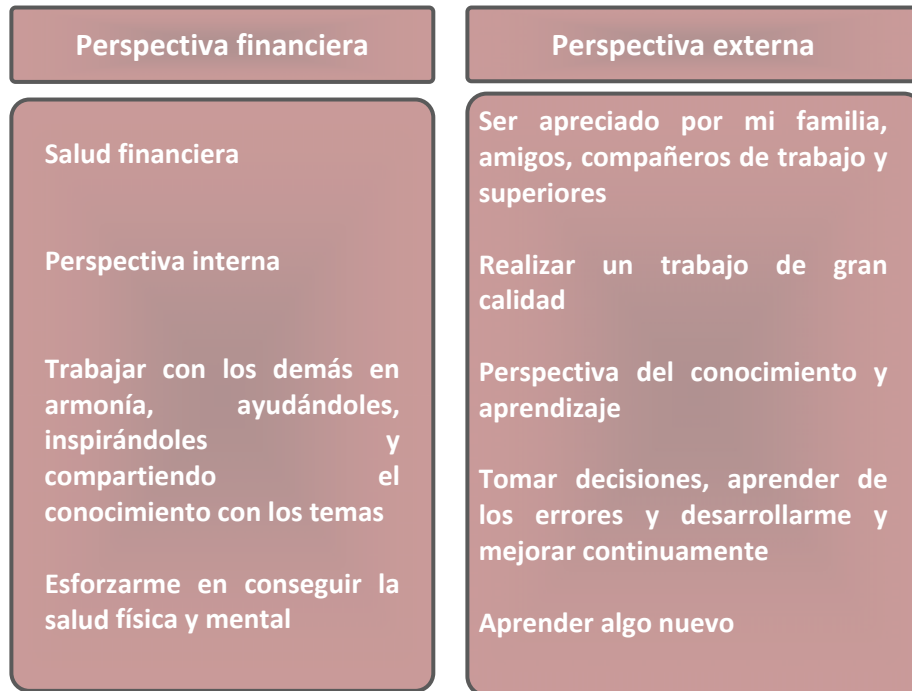 Perspectiva financiera
Salud financiera
Perspectiva interna
Trabajar con los demás en
armonía, ayudándoles,
inspirándoles y
compartiendo el
conocimiento con los temas
Esforzarme en conseguir la
salud física y mental
Perspectiva externa
Ser apreciado por mi familia,
amigos, compañeros de trabajo y
superiores
Realizar un trabajo de gran
calidad
Perspectiva del conocimiento y
aprendizaje
Tomar decisiones, aprender de
los errores y desarrollarme y
mejorar continuamente
Aprender algo nuevo